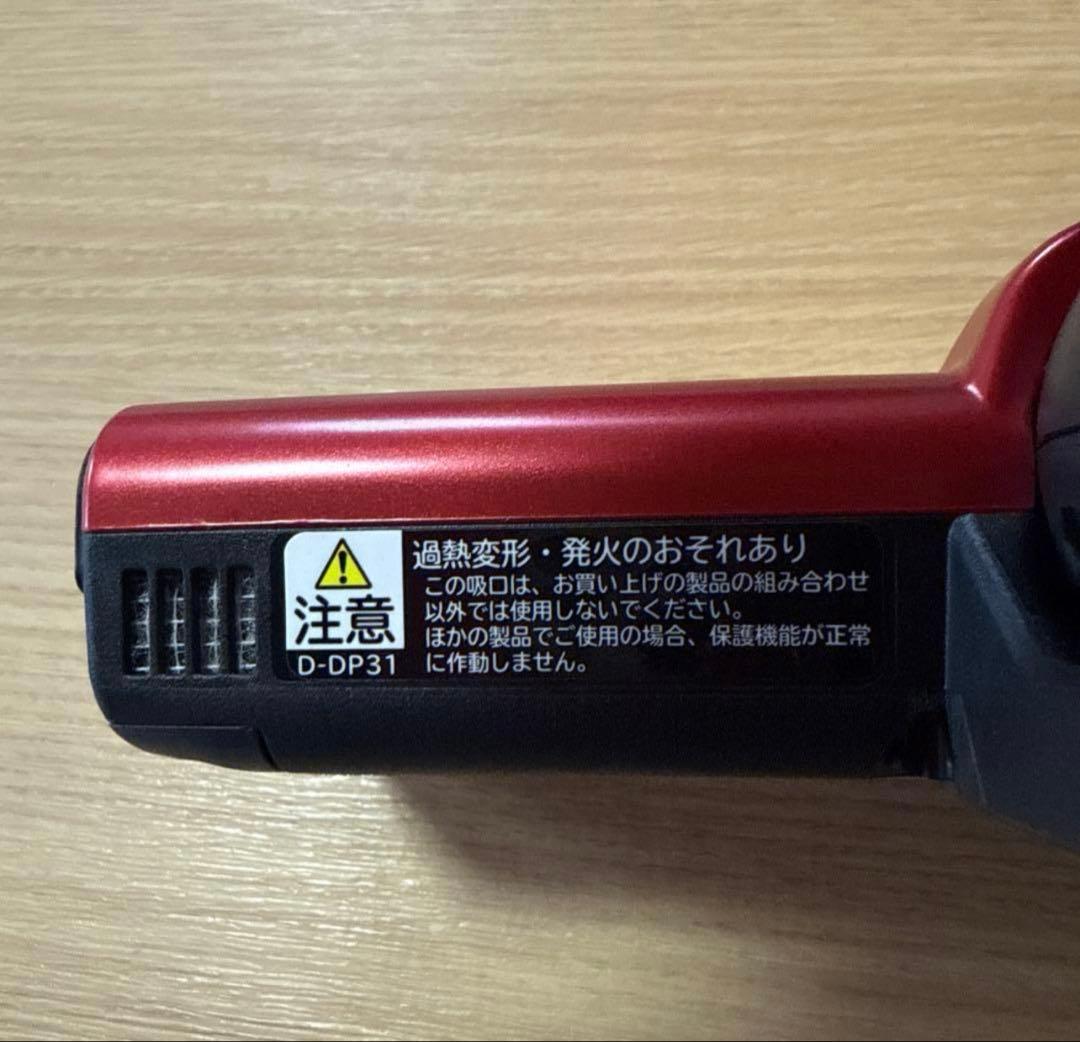 注意
D-DP31
過熱変形・発火のおそれあり
この吸口は、お買い上げの製品の組み合わせ
以外では使用しないでください。
ほかの製品でご使用の場合、保護機能が正常
に作動しません。